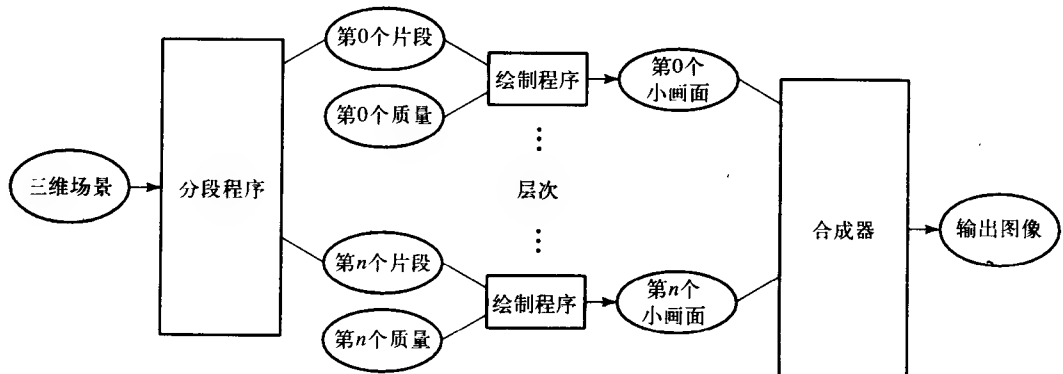 三维场景
分段程序
第0个片段
第0个质量
绘制程序
第0个
小画面
⋮
层次
⋮
第n个片段
第n个质量
绘制程序
第n个
小画面
合成器
输出图像